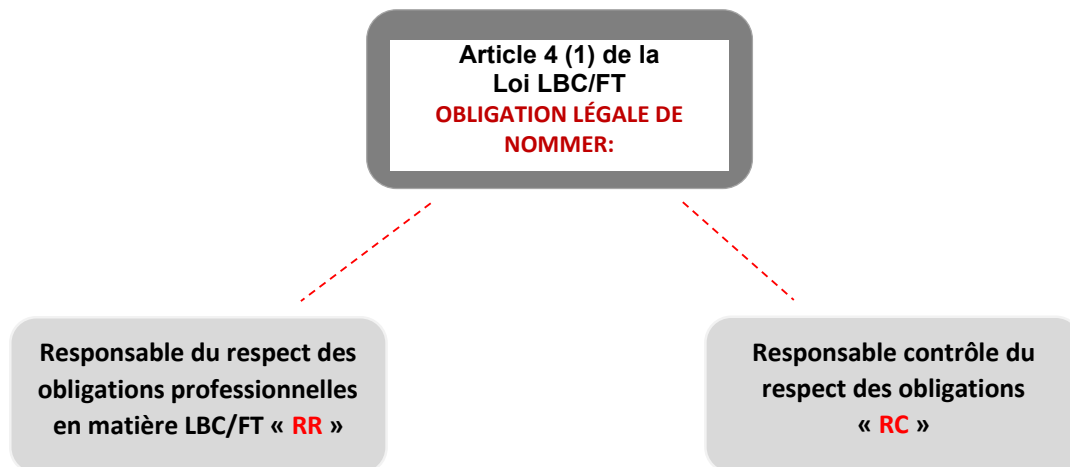 Article 4 (1) de la
Loi LBC/FT
OBLIGATION LÉGALE DE
NOMMER:
Responsable du respect des
obligations professionnelles
en matière LBC/FT « RR »
Responsable contrôle du
respect des obligations
« RC »